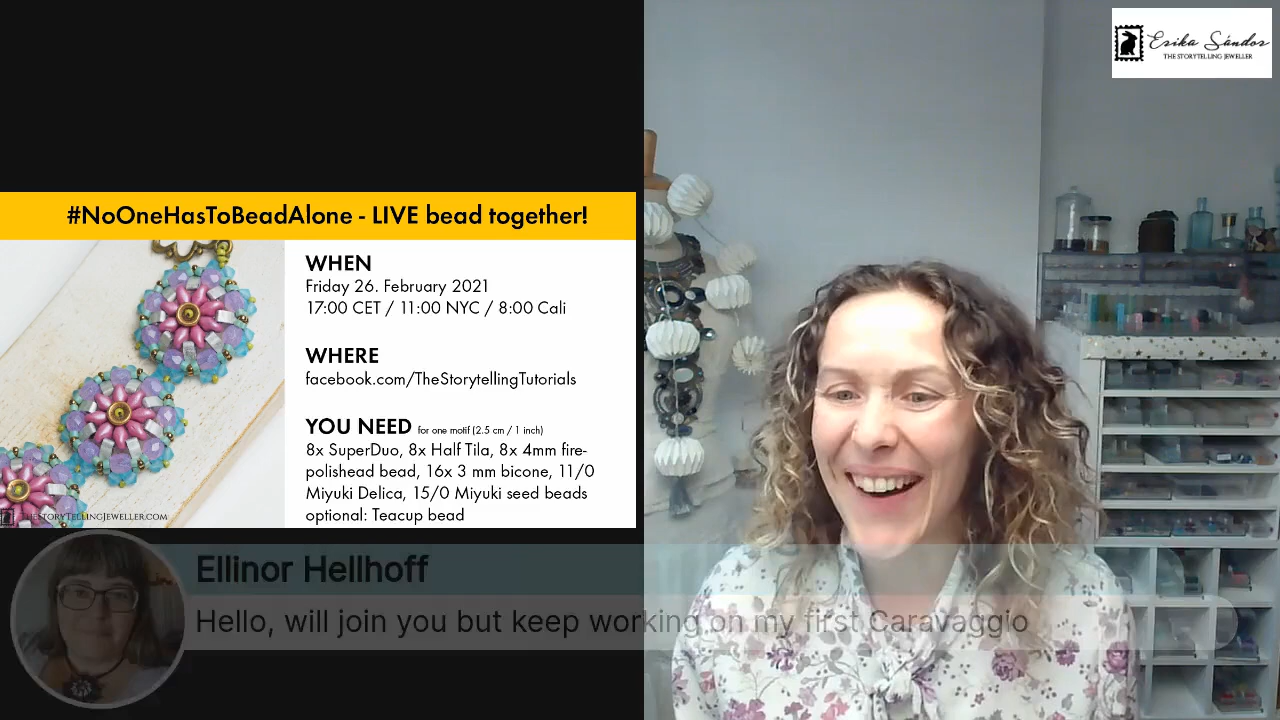 Erika Sándor
THE STORYTELLING JEWELLER
#NoOneHasToBeadAlone - LIVE bead together!
WHEN
Friday 26. February 2021
17:00 CET / 11:00 NYC / 8:00 Cali
WHERE
facebook.com/TheStorytellingTutorials
YOU NEED for one motif (2.5 cm / 1 inch)
8x SuperDuo, 8x Half Tila, 8x 4mm fire-
polishead bead, 16x 3 mm bicone, 11/0
Miyuki Delica, 15/0 Miyuki seed beads
optional: Teacup bead
THESTORYTELLINGJEWELLER.COM
Ellinor Hellhoff
Hello, will join you but keep working on my first Caravaggio